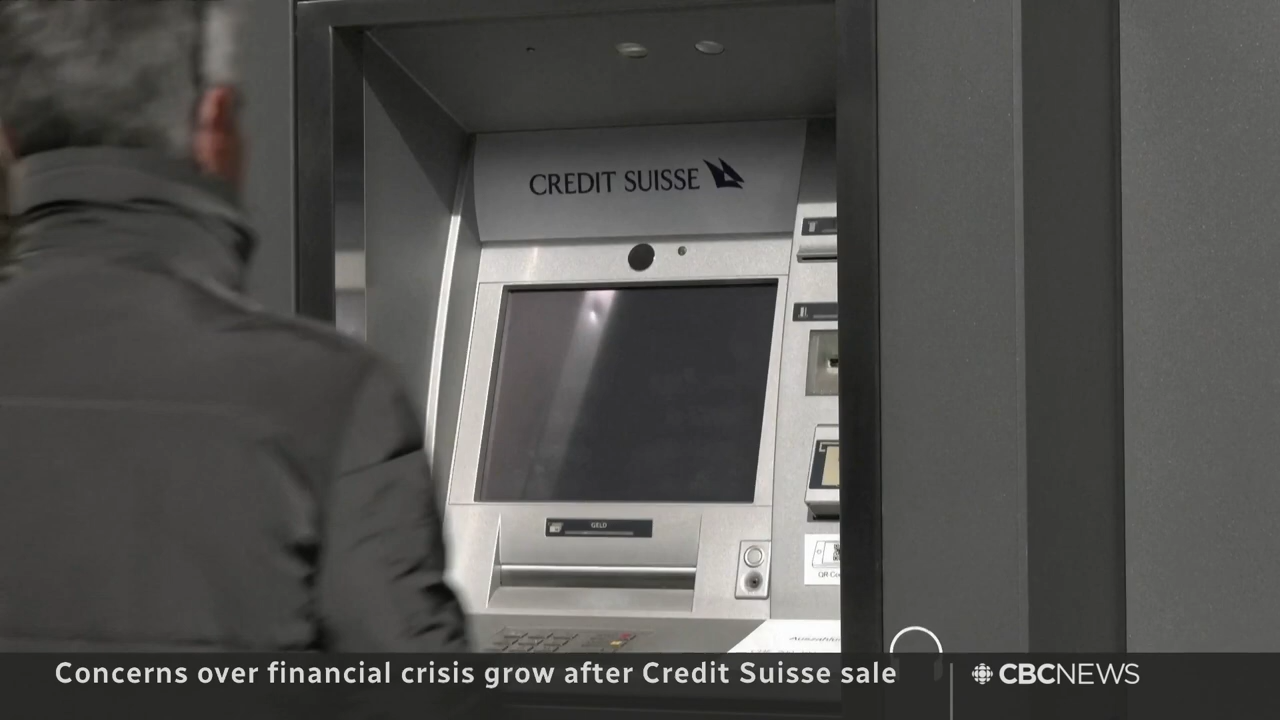 CREDIT SUISSE
GELD
Concerns over financial crisis grow after Credit Suisse sale
CBCNEWS